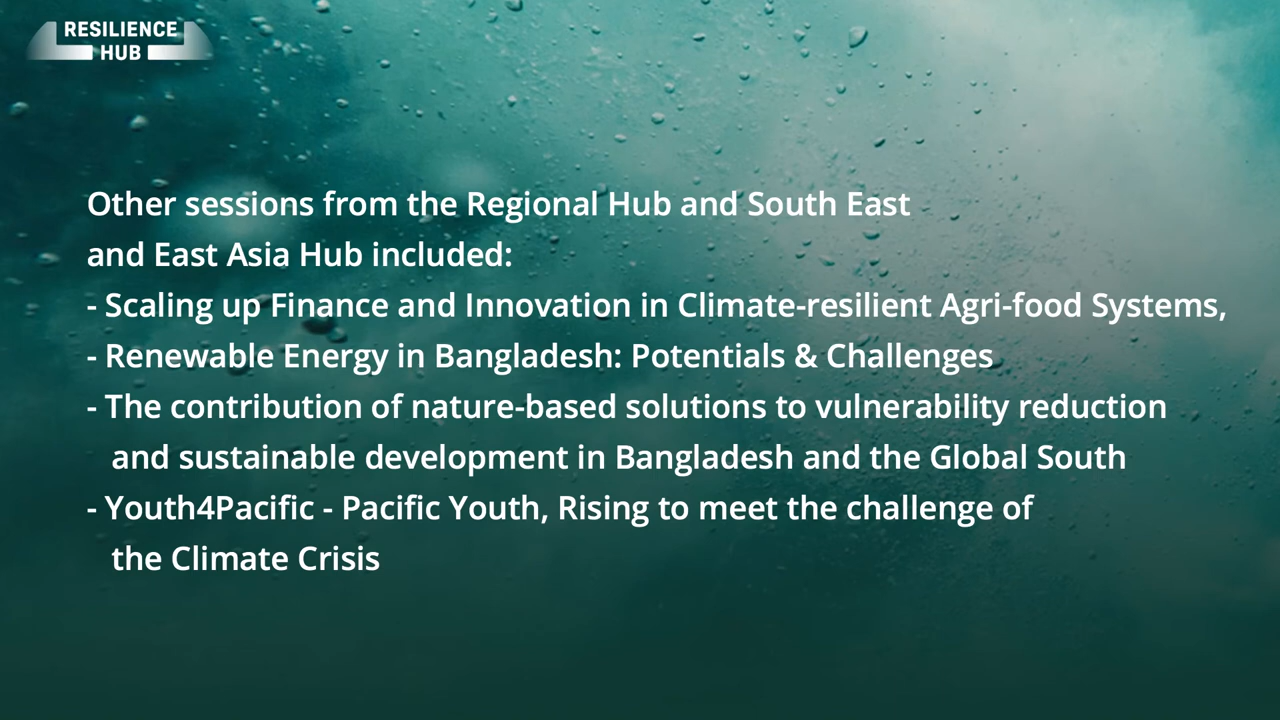 RESILIENCE
HUB
Other sessions from the Regional Hub and South East
and East Asia Hub included:
- Scaling up Finance and Innovation in Climate-resilient Agri-food Systems,
- Renewable Energy in Bangladesh: Potentials & Challenges
- The contribution of nature-based solutions to vulnerability reduction
and sustainable development in Bangladesh and the Global South
- Youth4Pacific - Pacific Youth, Rising to meet the challenge of
the Climate Crisis